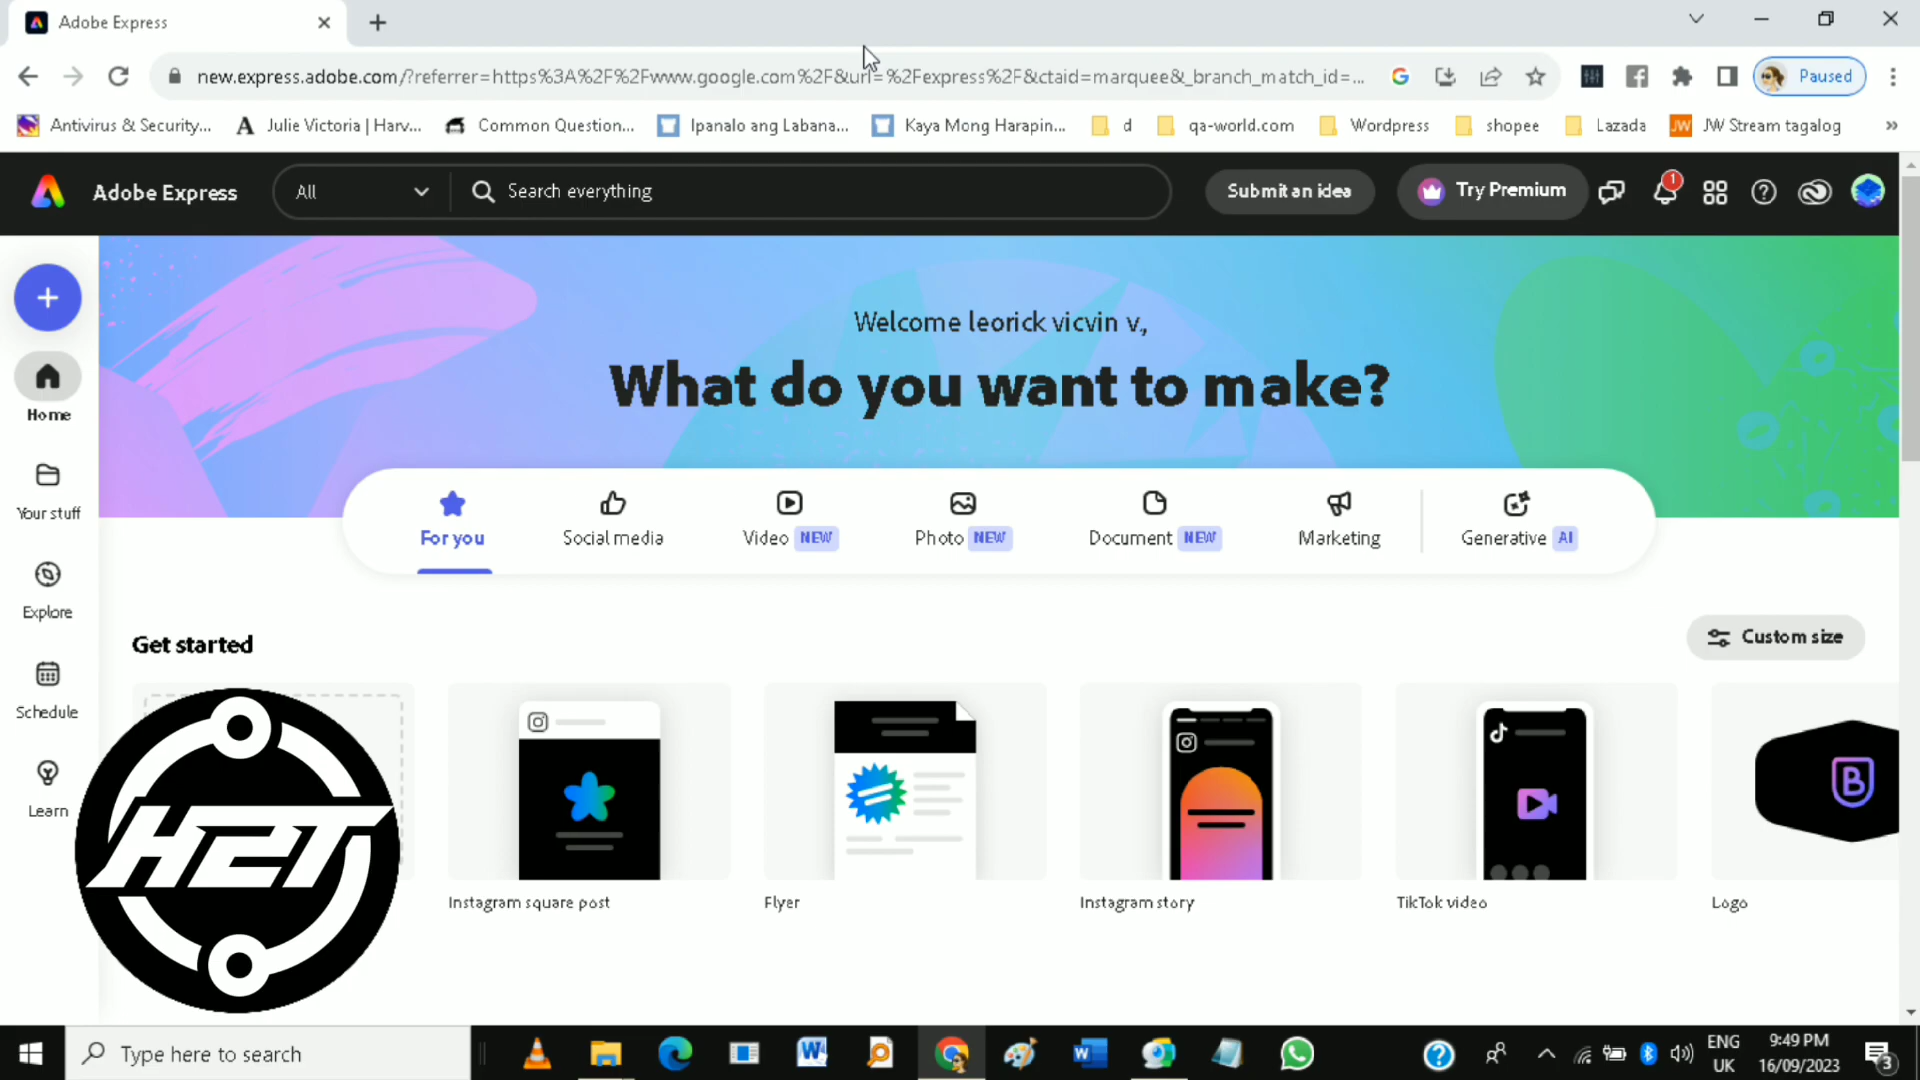 Adobe Express
new.express.adobe.com/?referrer=https%3A%2F%2Fwww.google.com%2F&url=%2Fexpress%2F&ctaid=marquee&_branch_match_id=...
Paused
Antivirus & Security...
Julie Victoria | Harv...
Common Question...
Ipanalo ang Labana...
Kaya Mong Harapin...
d
qa-world.com
Wordpress
shopee
Lazada
JW
JW Stream tagalog
»
Adobe Express
All
Search everything
Submit an idea
Try Premium
1
Welcome leorick vicvin v.,
What do you want to make?
Home
Your stuff
Explore
Schedule
Learn
For you
Social media
Video NEW
Photo NEW
Document NEW
Marketing
Generative AI
Get started
Custom size
B
H2T
Instagram square post
Flyer
Instagram story
TikTok video
Logo
Type here to search
ENG
UK
9:49 PM
16/09/2023
3